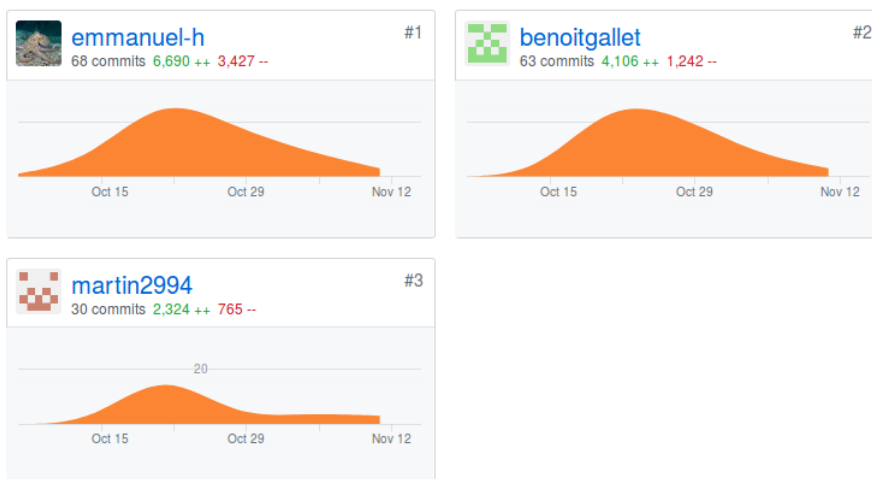 emmanuel-h #1
68 commits 6,690 ++ 3,427 --
Oct 15 Oct 29 Nov 12
benoitgallet #2
63 commits 4,106 ++ 1,242 --
Oct 15 Oct 29 Nov 12
martin2994 #3
30 commits 2,324 ++ 765 --
20
Oct 15 Oct 29 Nov 12